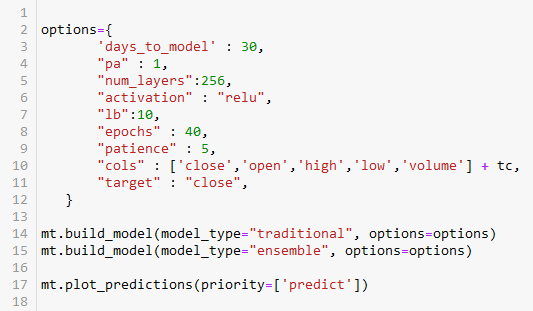 1
2 options={
3 'days_to_model' : 30,
4 "pa" : 1,
5 "num_layers":256,
6 "activation" : "relu",
7 "lb":10,
8 "epochs" : 40,
9 "patience" : 5,
10 "cols" : ['close','open','high','low','volume'] + tc,
11 "target" : "close",
12 }
13
14 mt.build_model(model_type="traditional", options=options)
15 mt.build_model(model_type="ensemble", options=options)
16
17 mt.plot_predictions(priority=['predict'])
18